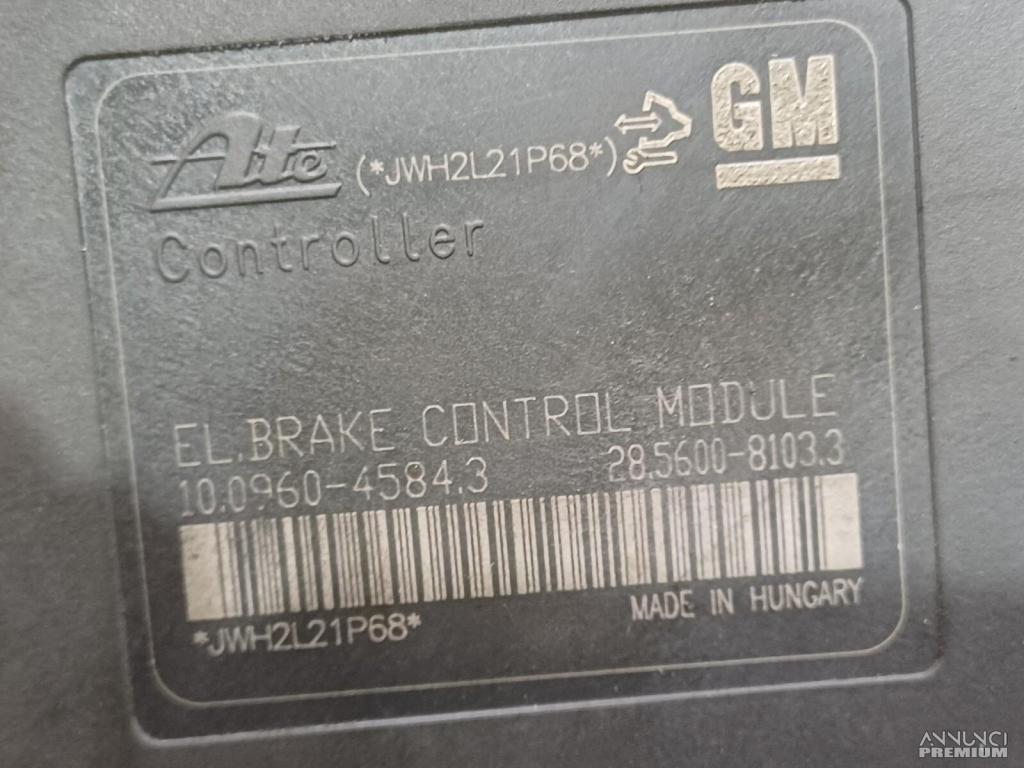 Ate (*JWH2L21P68*) GM
Controller
EL.BRAKE CONTROL MODULE
10.0960-4584.3 28.5600-8103.3
*JWH2L21P68* MADE IN HUNGARY
ANNUNCI
PREMIUM